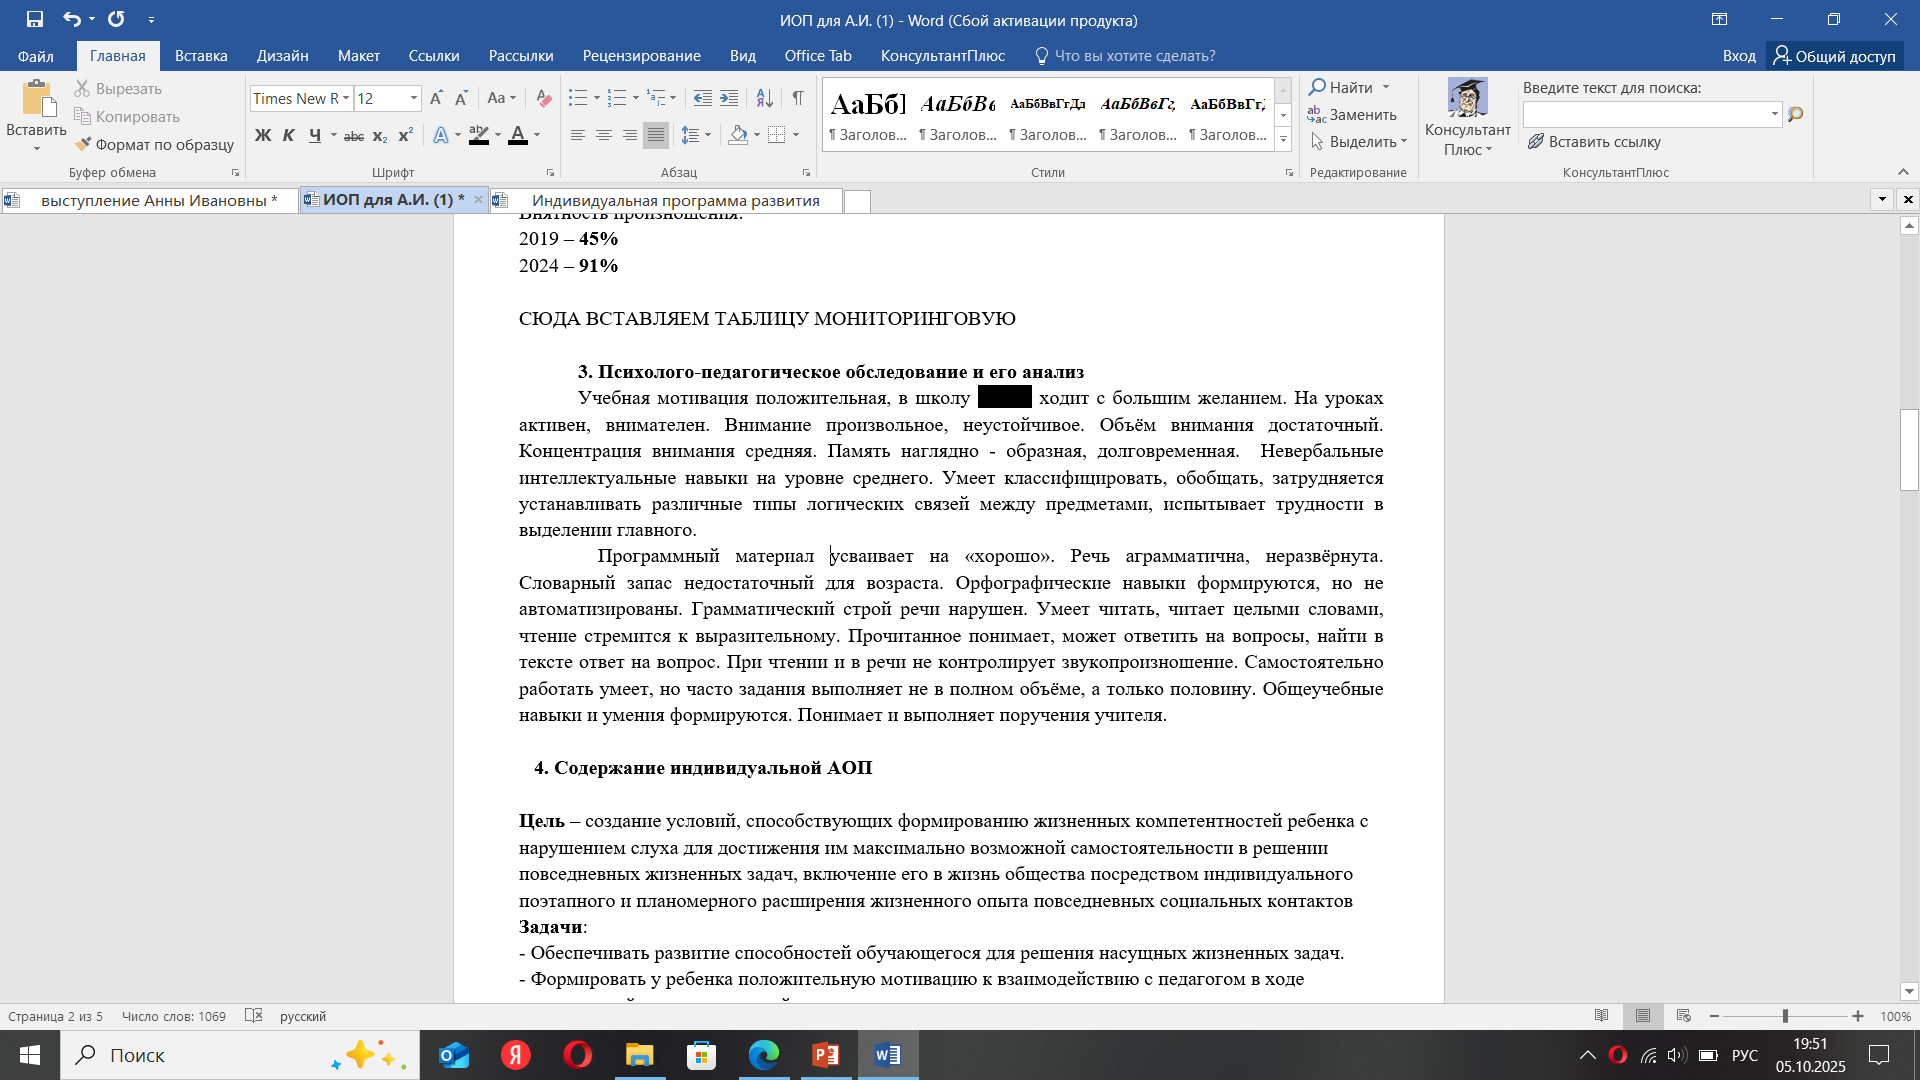 ИОП для А.И. (1) - Word (Сбой активации продукта)
Файл Главная Вставка Дизайн Макет Ссылки Рассылки Рецензирование Вид Office Tab КонсультантПлюс Что вы хотите сделать? Вход Общий доступ
Вставить
Вырезать
Копировать
Формат по образцу
Буфер обмена
Times New R 12
Aa
Ж К Ч abc x₂ x²
Шрифт
Абзац
АаБбІ АаБбВв АаБбВвГгДд АаБбВвГг, АаБбВвГг,
¶ Заголов... ¶ Заголов... ¶ Заголов... ¶ Заголов... ¶ Заголов...
Стили
Найти
Заменить
Выделить
Редактирование
Консультант
Плюс
Введите текст для поиска:
Вставить ссылку
КонсультантПлюс
выступление Анны Ивановны * ИОП для А.И. (1) * Индивидуальная программа развития
Внятность произношения:
2019 – 45%
2024 – 91%
СЮДА ВСТАВЛЯЕМ ТАБЛИЦУ МОНИТОРИНГОВУЮ
3. Психолого-педагогическое обследование и его анализ
Учебная мотивация положительная, в школу ходит с большим желанием. На уроках
активен, внимателен. Внимание произвольное, неустойчивое. Объём внимания достаточный.
Концентрация внимания средняя. Память наглядно - образная, долговременная. Невербальные
интеллектуальные навыки на уровне среднего. Умеет классифицировать, обобщать, затрудняется
устанавливать различные типы логических связей между предметами, испытывает трудности в
выделении главного.
Программный материал усваивает на «хорошо». Речь аграмматична, неразвёрнута.
Словарный запас недостаточный для возраста. Орфографические навыки формируются, но не
автоматизированы. Грамматический строй речи нарушен. Умеет читать, читает целыми словами,
чтение стремится к выразительному. Прочитанное понимает, может ответить на вопросы, найти в
тексте ответ на вопрос. При чтении и в речи не контролирует звукопроизношение. Самостоятельно
работать умеет, но часто задания выполняет не в полном объёме, а только половину. Общеучебные
навыки и умения формируются. Понимает и выполняет поручения учителя.
4. Содержание индивидуальной АОП
Цель – создание условий, способствующих формированию жизненных компетентностей ребенка с
нарушением слуха для достижения им максимально возможной самостоятельности в решении
повседневных жизненных задач, включение его в жизнь общества посредством индивидуального
поэтапного и планомерного расширения жизненного опыта повседневных социальных контактов
Задачи:
- Обеспечивать развитие способностей обучающегося для решения насущных жизненных задач.
- Формировать у ребенка положительную мотивацию к взаимодействию с педагогом в ходе
Страница 2 из 5 Число слов: 1069 русский 100%
Поиск
РУС
19:51
05.10.2025